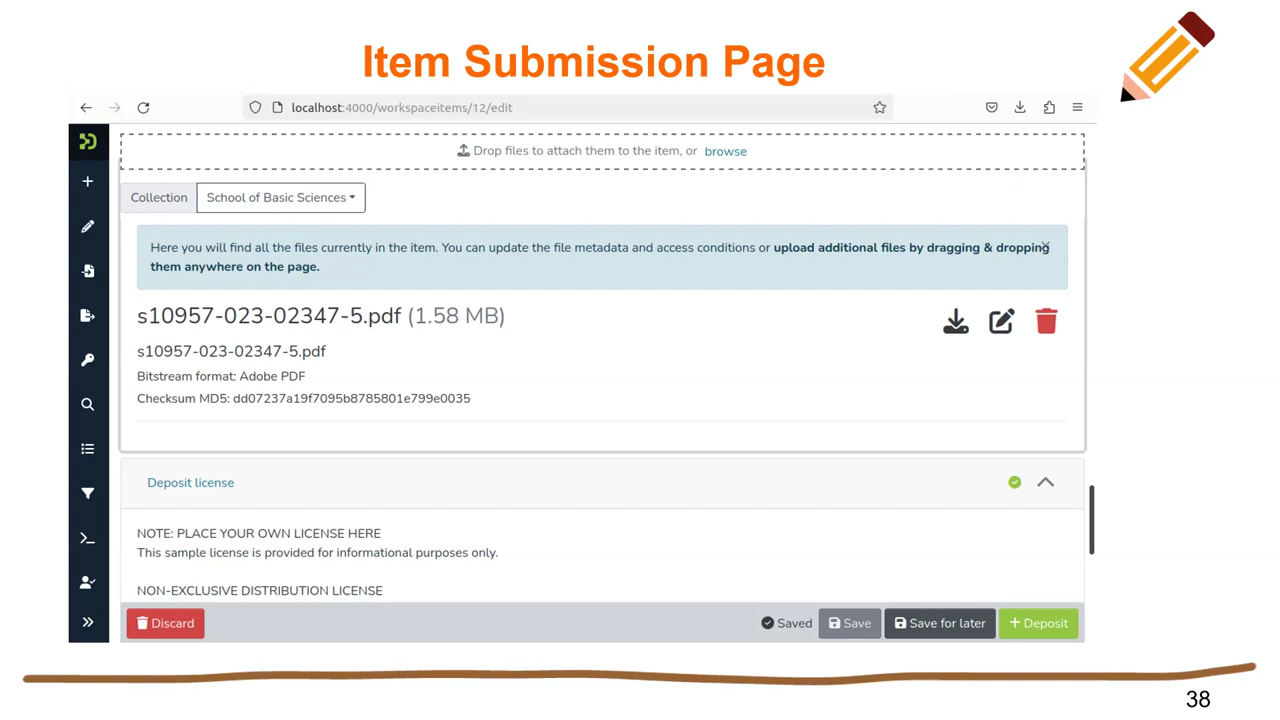 Item Submission Page
localhost:4000/workspaceitems/12/edit
Drop files to attach them to the item, or browse
Collection School of Basic Sciences
Here you will find all the files currently in the item. You can update the file metadata and access conditions or upload additional files by dragging & dropping
them anywhere on the page.
s10957-023-02347-5.pdf (1.58 MB)
s10957-023-02347-5.pdf
Bitstream format: Adobe PDF
Checksum MD5: dd07237a19f7095b8785801e799e0035
Deposit license
NOTE: PLACE YOUR OWN LICENSE HERE
This sample license is provided for informational purposes only.
NON-EXCLUSIVE DISTRIBUTION LICENSE
Discard Saved Save Save for later + Deposit
38